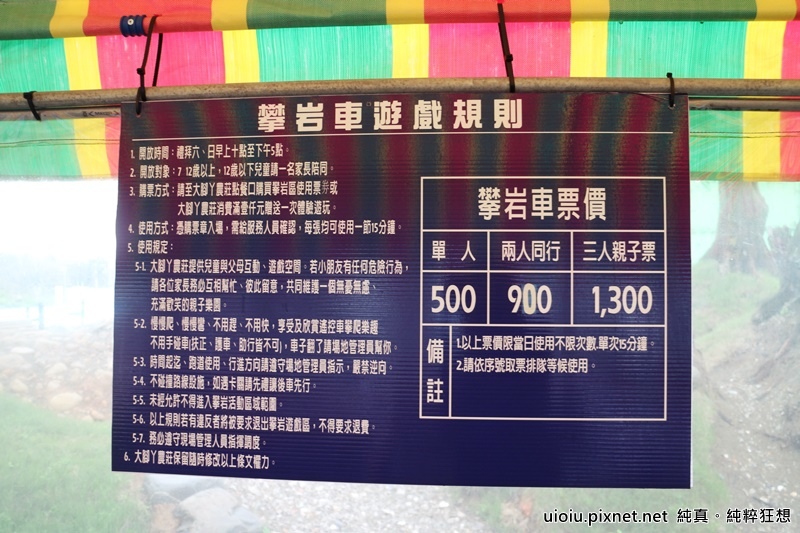 攀岩車遊戲規則
1. 開放時間：禮拜六、日早上十點至下午5點。
2. 開放對象：7 12歲以上，12歲以下兒童請一名家長陪同。
3. 購票方式：請至大腳丫農莊點餐口購買攀岩區使用票券或
大腳丫農莊消費滿壹仟元贈送一次體驗遊玩。
4. 使用方式：憑購票章入場，需給服務人員確認，每張均可使用一節15分鐘。
5. 使用規定：
5-1. 大腳丫農莊提供兒童與父母互動、遊戲空間。若小朋友有任何危險行為，
請各位家長務必互相幫忙、彼此留意，共同維護一個無憂無慮、
充滿歡笑的親子樂園。
5-2. 慢慢爬、慢慢彎、不用趕、不用快，享受及欣賞遙控車攀爬樂趣
不用手碰車(扶正、護車、助行皆不可)，車子翻了請場地管理員幫你。
5-3. 時間起迄、跑道使用、行進方向請遵守場地管理員指示，嚴禁逆向。
5-4. 不碰撞路線設施，如遇卡關請先禮讓後車先行。
5-5. 未經允許不得進入攀岩活動區域範圍。
5-6. 以上規則若有違反者將被要求退出攀岩遊戲區，不得要求退費。
5-7. 務必遵守現場管理人員指揮調度。
6. 大腳丫農莊保留隨時修改以上條文權力。
攀岩車票價
單 人 兩人同行 三人親子票
500 900 1,300
備註
1.以上票價限當日使用不限次數，單次15分鐘。
2.請依序號取票排隊等候使用。
uioiu.pixnet.net 純真。純粹狂想